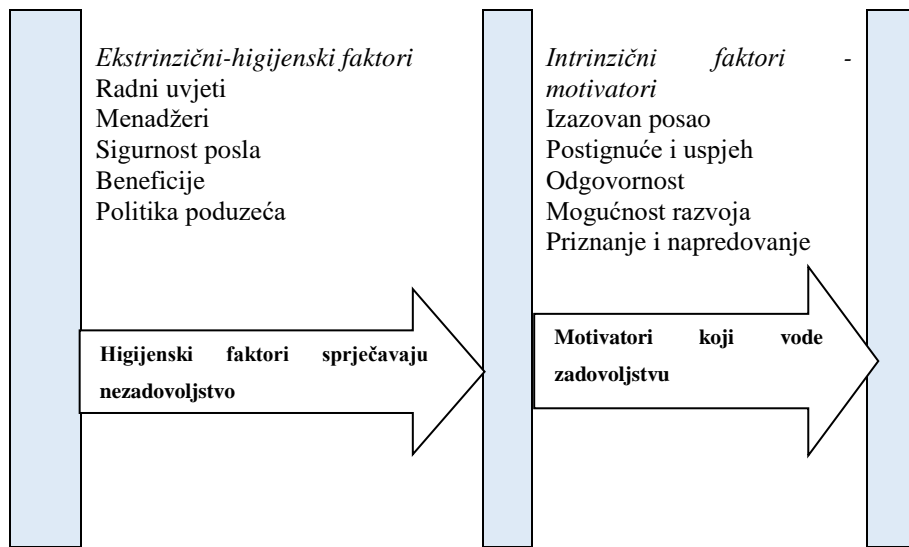 Ekstrinzični-higijenski faktori
Radni uvjeti
Menadžeri
Sigurnost posla
Beneficije
Politika poduzeća
Higijenski faktori sprječavaju
nezadovoljstvo
Intrinzični faktori -
motivatori
Izazovan posao
Postignuće i uspjeh
Odgovornost
Mogućnost razvoja
Priznanje i napredovanje
Motivatori koji vode
zadovoljstvu